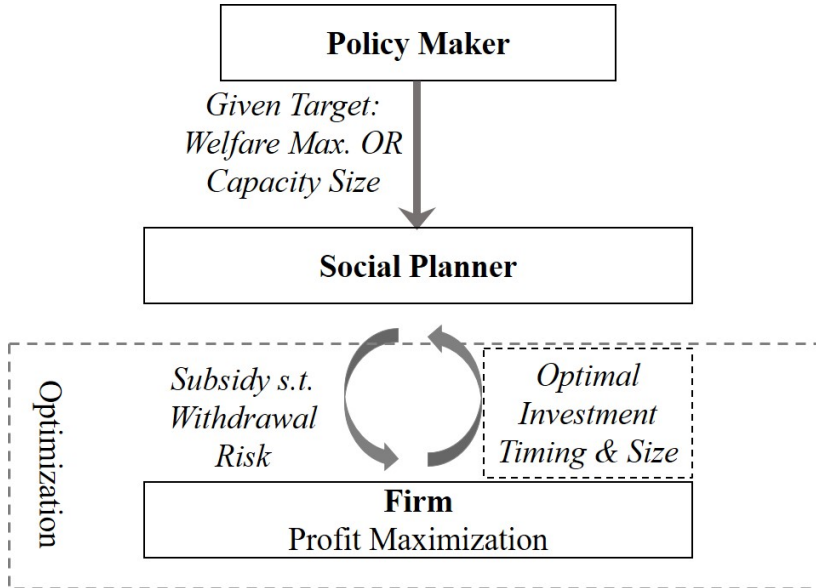 Policy Maker
Given Target:
Welfare Max. OR
Capacity Size
Social Planner
Optimization
Subsidy s.t.
Withdrawal
Risk
Optimal
Investment
Timing & Size
Firm
Profit Maximization